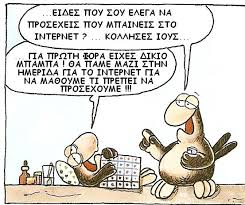 ...ΕΙΔΕΣ ΠΟΥ ΣΟΥ ΕΛΕΓΑ ΝΑ
ΠΡΟΣΕΧΕΙΣ ΠΟΥ ΜΠΑΙΝΕΙΣ ΣΤΟ
ΙΝΤΕΡΝΕΤ ? ... ΚΟΛΛΗΣΕΣ ΙΟΥΣ...
ΓΙΑ ΠΡΩΤΗ ΦΟΡΑ ΕΙΧΕΣ ΔΙΚΙΟ
ΜΠΑΜΠΑ ! ΘΑ ΠΑΜΕ ΜΑΖΙ ΣΤΗΝ
ΗΜΕΡΙΔΑ ΓΙΑ ΤΟ ΙΝΤΕΡΝΕΤ ΓΙΑ
ΝΑ ΜΑΘΟΥΜΕ ΤΙ ΠΡΕΠΕΙ ΝΑ
ΠΡΟΣΕΧΟΥΜΕ !!!